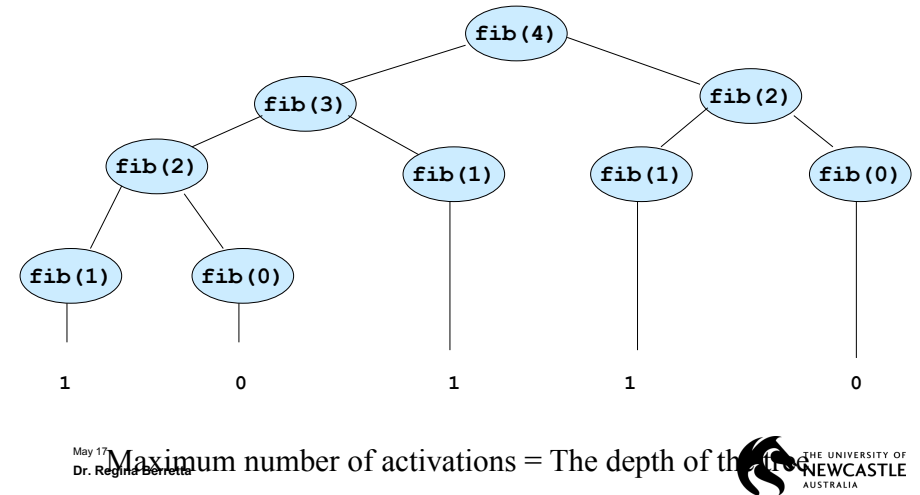 fib(4)
fib(3)
fib(2)
fib(2)
fib(1)
fib(1)
fib(0)
fib(1)
fib(0)
1
0
1
1
0
May 17
Dr. Regina Berretta
Maximum number of activations = The depth of the tree
THE UNIVERSITY OF
NEWCASTLE
AUSTRALIA